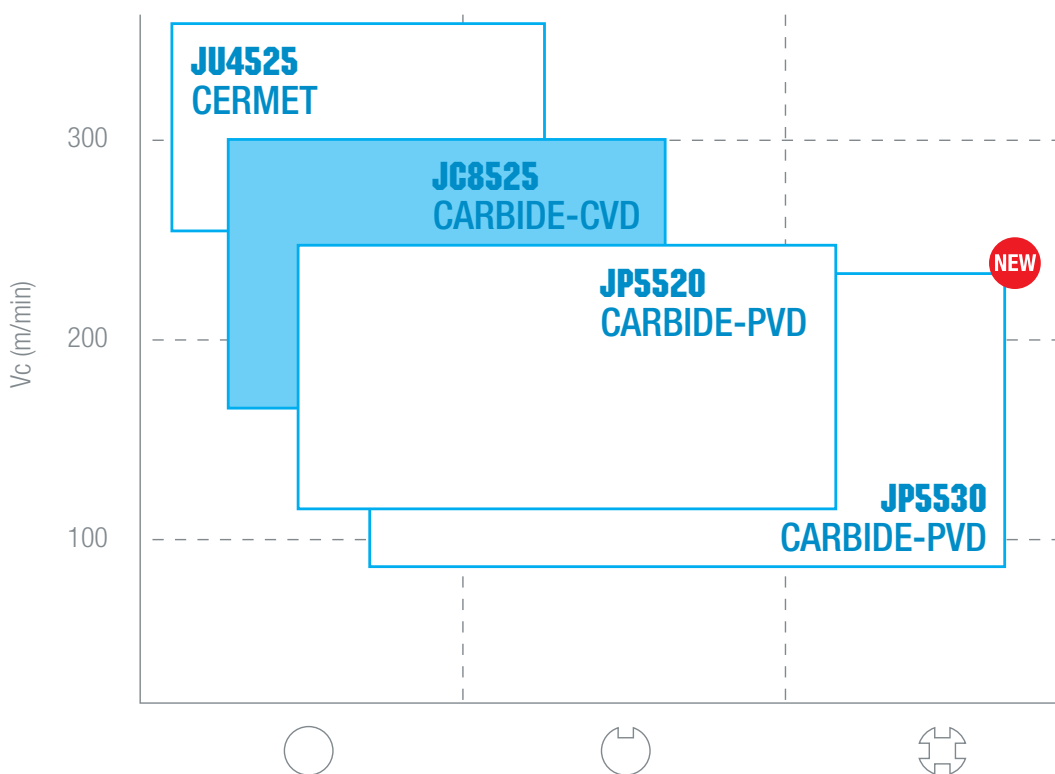 JU4525
CERMET
300
JC8525
CARBIDE-CVD
NEW
JP5520
CARBIDE-PVD
200
Vc (m/min)
JP5530
CARBIDE-PVD
100